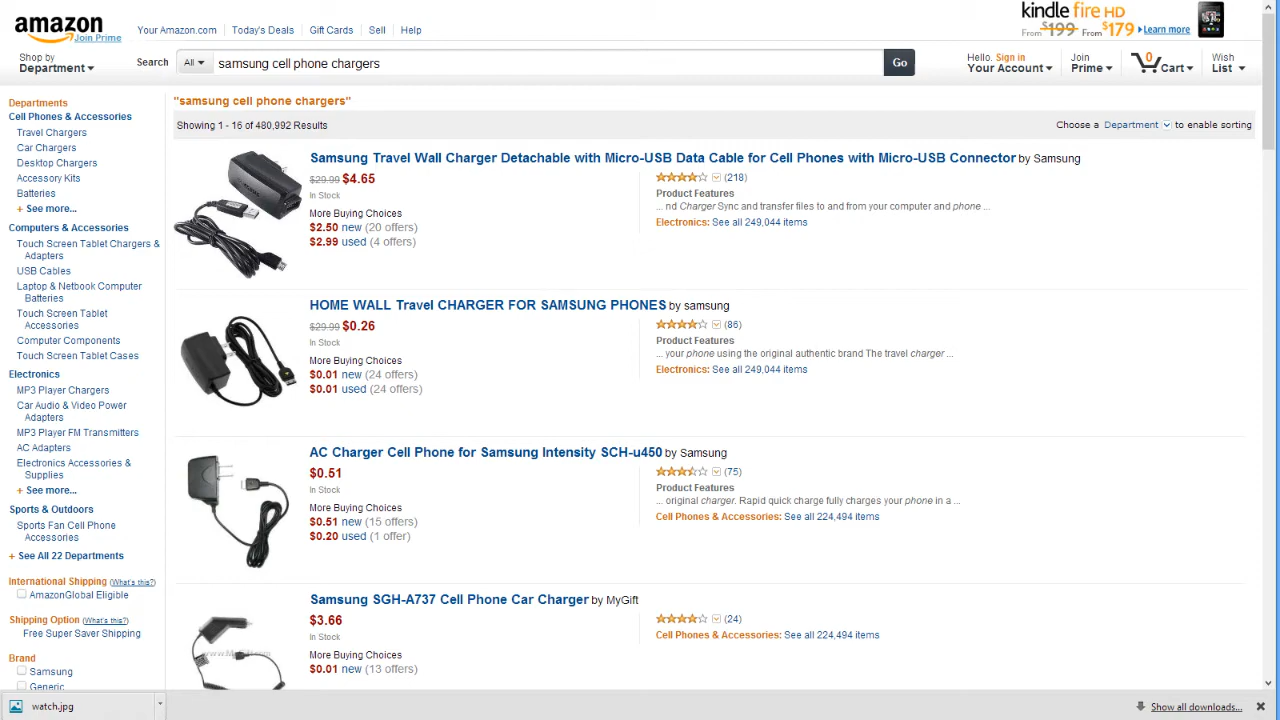 amazon
Join Prime
Your Amazon.com
Today's Deals
Gift Cards
Sell
Help
kindle fire HD
From $199 From $179 Learn more
Shop by
Department
Search
All
samsung cell phone chargers
Go
Hello. Sign in
Your Account
Join
Prime
0
Cart
Wish
List
Departments
Cell Phones & Accessories
Travel Chargers
Car Chargers
Desktop Chargers
Accessory Kits
Batteries
+ See more...
Computers & Accessories
Touch Screen Tablet Chargers &
Adapters
USB Cables
Laptop & Netbook Computer
Batteries
Touch Screen Tablet
Accessories
Computer Components
Touch Screen Tablet Cases
Electronics
MP3 Player Chargers
Car Audio & Video Power
Adapters
MP3 Player FM Transmitters
AC Adapters
Electronics Accessories &
Supplies
+ See more...
Sports & Outdoors
Sports Fan Cell Phone
Accessories
+ See All 22 Departments
International Shipping (What's this?)
AmazonGlobal Eligible
Shipping Option (What's this?)
Free Super Saver Shipping
Brand
Samsung
Generic
"samsung cell phone chargers"
Showing 1 - 16 of 480,992 Results
Choose a Department to enable sorting
Samsung Travel Wall Charger Detachable with Micro-USB Data Cable for Cell Phones with Micro-USB Connector by Samsung
$29.99 $4.65
In Stock
More Buying Choices
$2.50 new (20 offers)
$2.99 used (4 offers)
(218)
Product Features
... nd Charger Sync and transfer files to and from your computer and phone ...
Electronics: See all 249,044 items
HOME WALL Travel CHARGER FOR SAMSUNG PHONES by samsung
$29.99 $0.26
In Stock
More Buying Choices
$0.01 new (24 offers)
$0.01 used (24 offers)
(86)
Product Features
... your phone using the original authentic brand The travel charger ...
Electronics: See all 249,044 items
AC Charger Cell Phone for Samsung Intensity SCH-u450 by Samsung
$0.51
In Stock
More Buying Choices
$0.51 new (15 offers)
$0.20 used (1 offer)
(75)
Product Features
... original charger. Rapid quick charge fully charges your phone in a ...
Cell Phones & Accessories: See all 224,494 items
Samsung SGH-A737 Cell Phone Car Charger by MyGift
$3.66
In Stock
More Buying Choices
$0.01 new (13 offers)
(24)
Cell Phones & Accessories: See all 224,494 items
watch.jpg
Show all downloads...